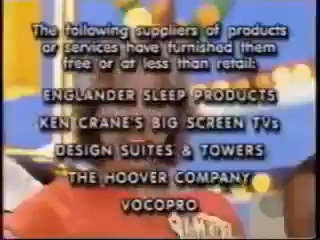 The following suppliers of products
or services have furnished them
free or at less than retail:
ENGLANDER SLEEP PRODUCTS
KEN CRANE'S BIG SCREEN TVs
DESIGN SUITES & TOWERS
THE HOOVER COMPANY
VOCOPRO